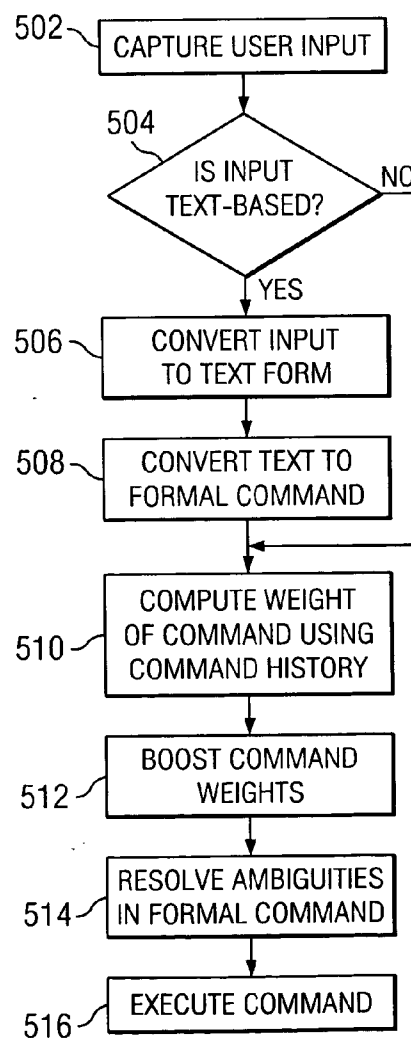 502
CAPTURE USER INPUT
504
IS INPUT
TEXT-BASED?
NO
YES
506
CONVERT INPUT
TO TEXT FORM
508
CONVERT TEXT TO
FORMAL COMMAND
510
COMPUTE WEIGHT
OF COMMAND USING
COMMAND HISTORY
512
BOOST COMMAND
WEIGHTS
514
RESOLVE AMBIGUITIES
IN FORMAL COMMAND
516
EXECUTE COMMAND